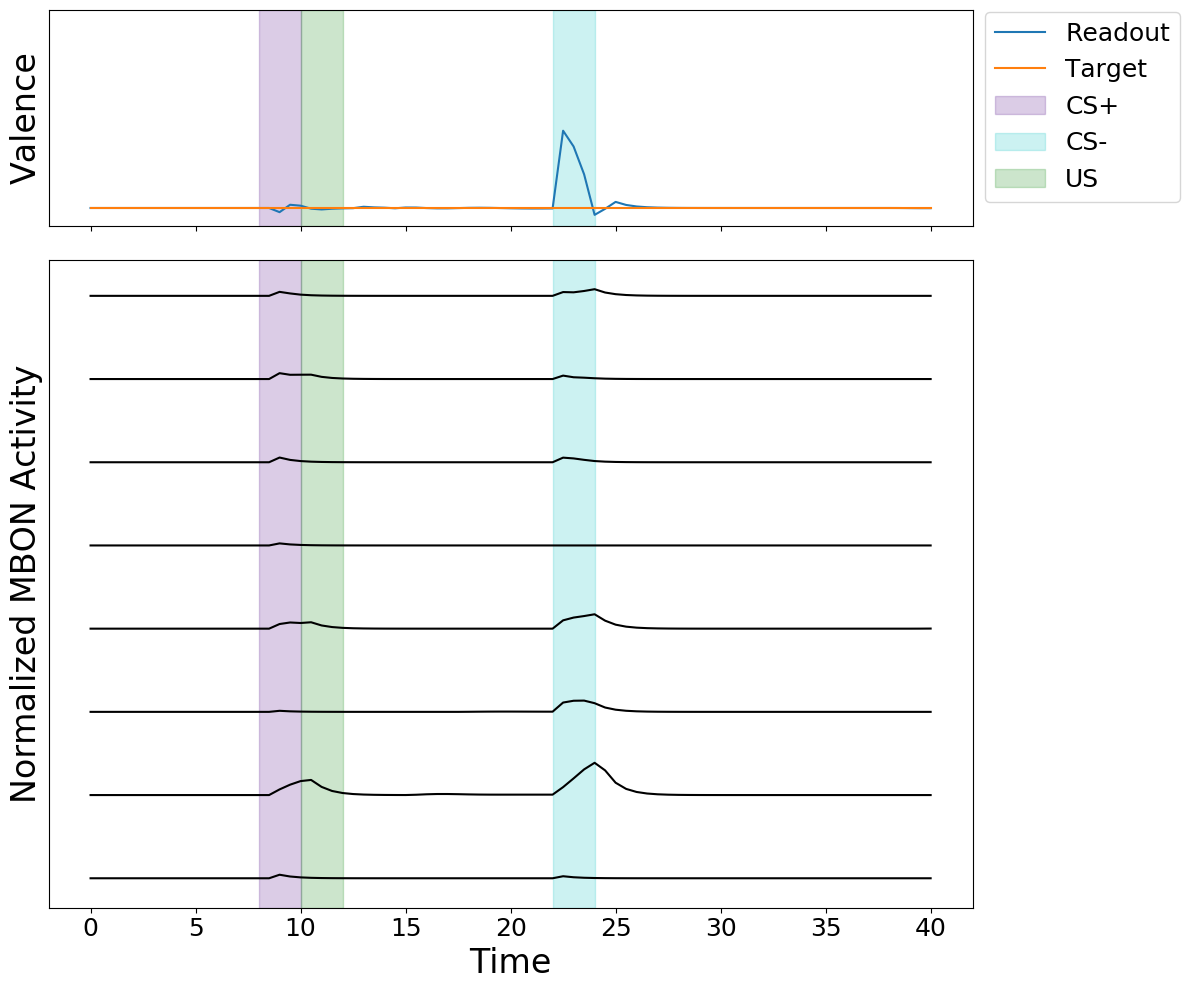 Valence
Readout
Target
CS+
CS-
US
Normalized MBON Activity
0 5 10 15 20 25 30 35 40
Time